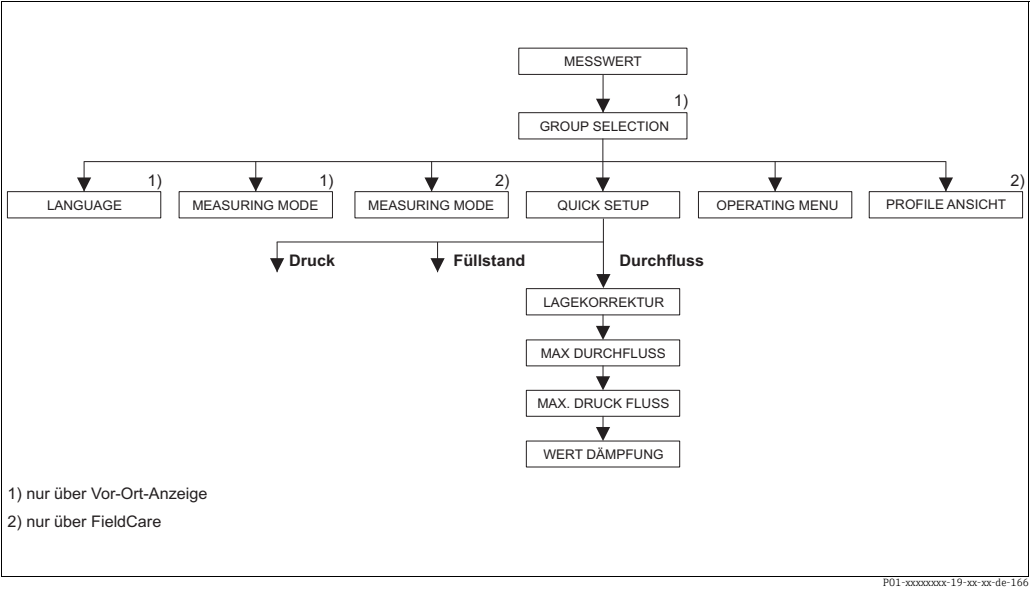 MESSWERT
1)
GROUP SELECTION
1)
1)
2)
2)
LANGUAGE
MEASURING MODE
MEASURING MODE
QUICK SETUP
OPERATING MENU
PROFILE ANSICHT
Druck
Füllstand
Durchfluss
LAGEKORREKTUR
MAX DURCHFLUSS
MAX. DRUCK FLUSS
WERT DÄMPFUNG
1) nur über Vor-Ort-Anzeige
2) nur über FieldCare
P01-xxxxxxxx-19-xx-xx-de-166